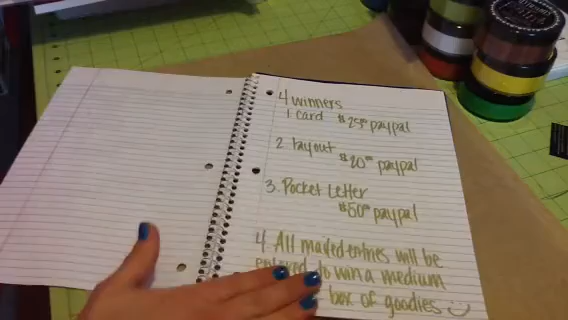 4 winners
1 card $25⁰⁰ paypal
2 layout $20⁰⁰ paypal
3. Pocket Letter
$50⁰⁰ paypal
4. All mailed entries will be
to win a medium
box of goodies